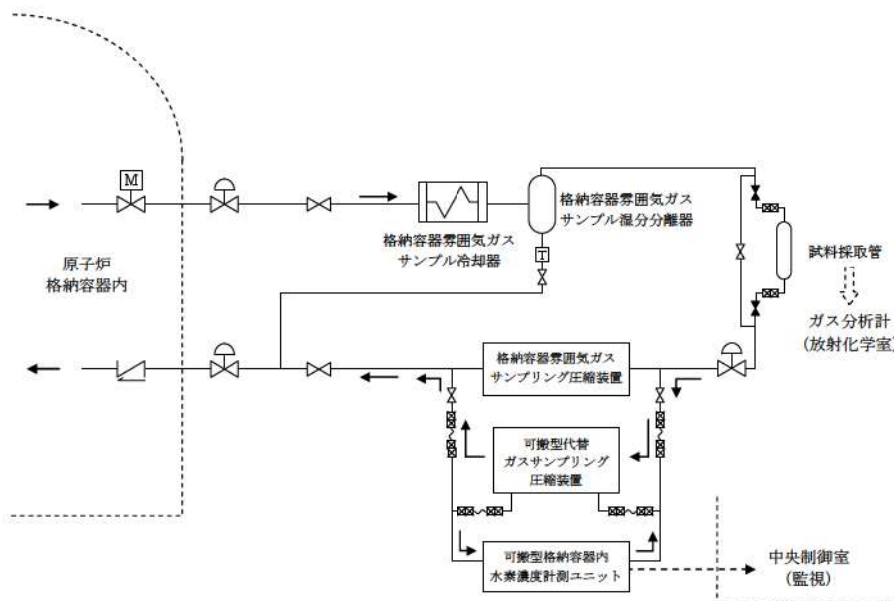 M
格納容器雰囲気ガス
サンプル湿分分離器
格納容器雰囲気ガス
サンプル冷却器
T
原子炉
格納容器内
試料採取管
ガス分析計
(放射化学室)
格納容器雰囲気ガス
サンプリング圧縮装置
可搬型代替
ガスサンプリング
圧縮装置
可搬型格納容器内
水素濃度計測ユニット
中央制御室
(監視)